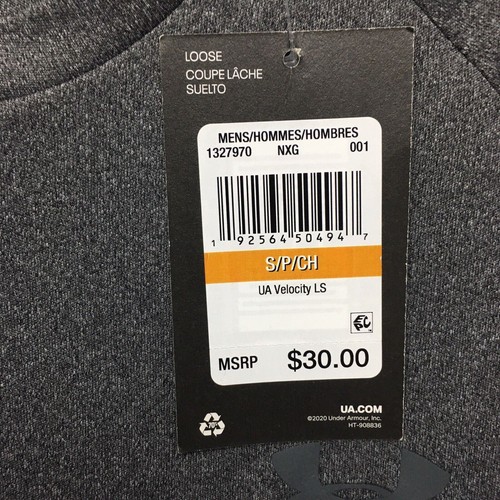 LOOSE
COUPE LÂCHE
SUELTO
MENS/HOMMES/HOMBRES
1327970 NXG 001
1 92564 50494 7
S/P/CH
UA Velocity LS
MSRP $30.00
UA.COM
©2020 Under Armour, Inc.
HT-908836